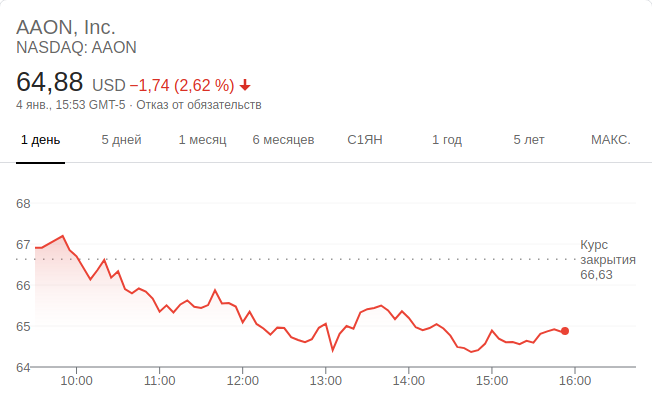 AAON, Inc.
NASDAQ: AAON
64,88 USD −1,74 (2,62 %)
4 янв., 15:53 GMT-5 · Отказ от обязательств
1 день 5 дней 1 месяц 6 месяцев С1ЯН 1 год 5 лет МАКС.
68
67
66
65
64
Курс
закрытия
66,63
10:00 11:00 12:00 13:00 14:00 15:00 16:00